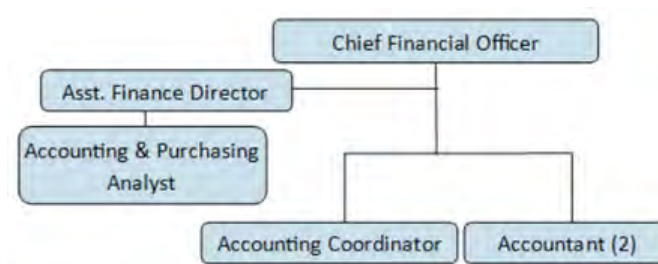 Chief Financial Officer
Asst. Finance Director
Accounting & Purchasing
Analyst
Accounting Coordinator
Accountant (2)